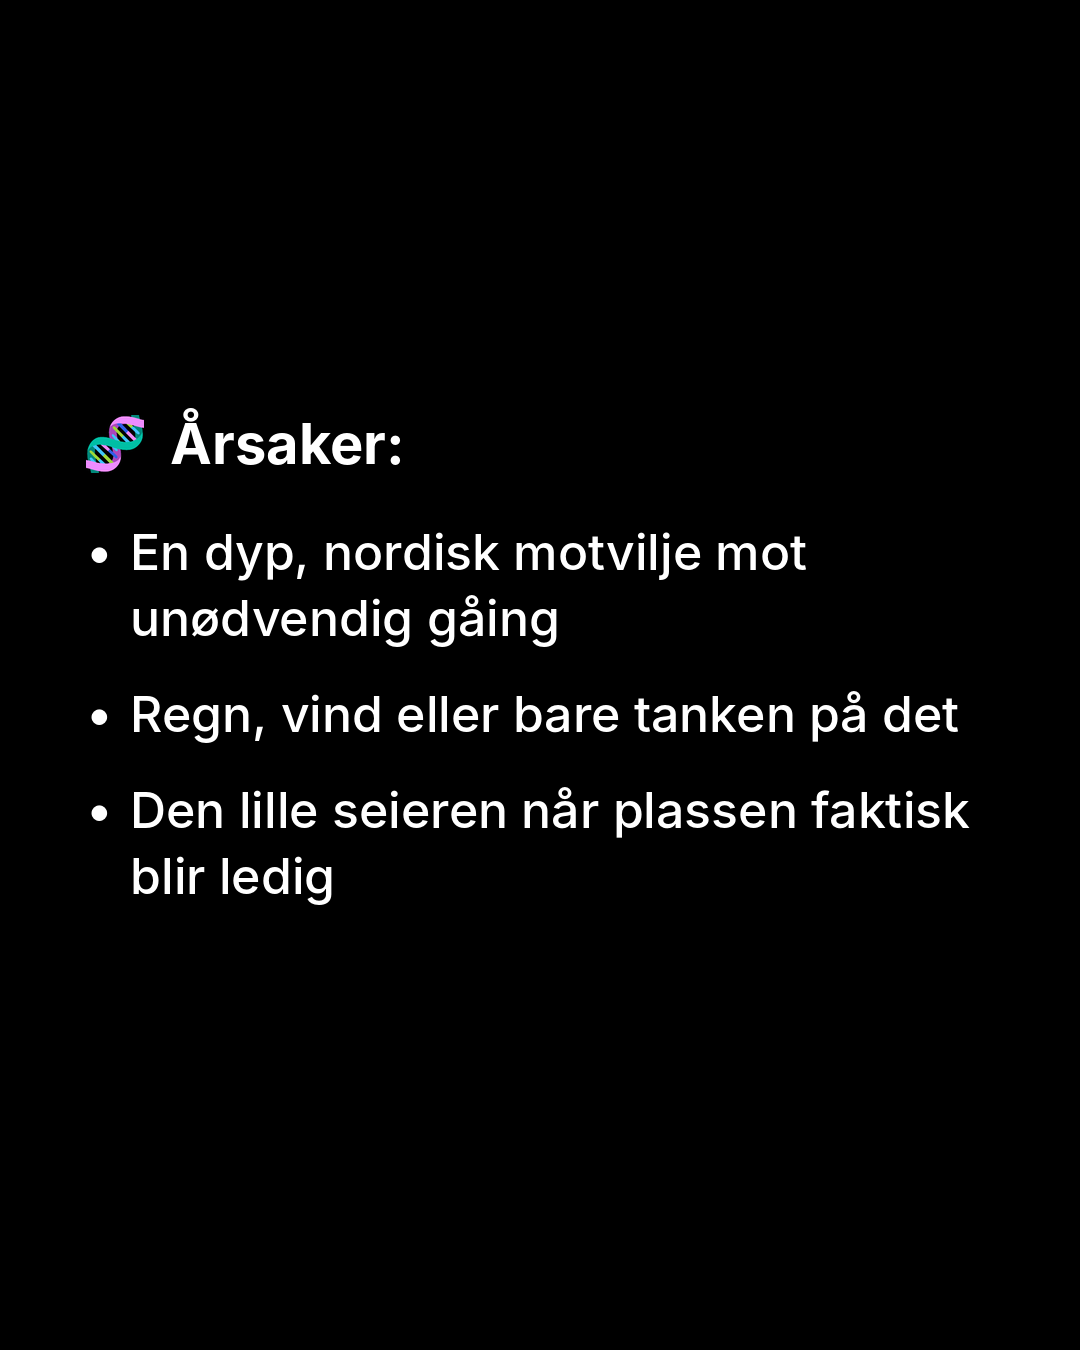 🧬 Årsaker:
• En dyp, nordisk motvilje mot
unødvendig gåing
• Regn, vind eller bare tanken på det
• Den lille seieren når plassen faktisk
blir ledig